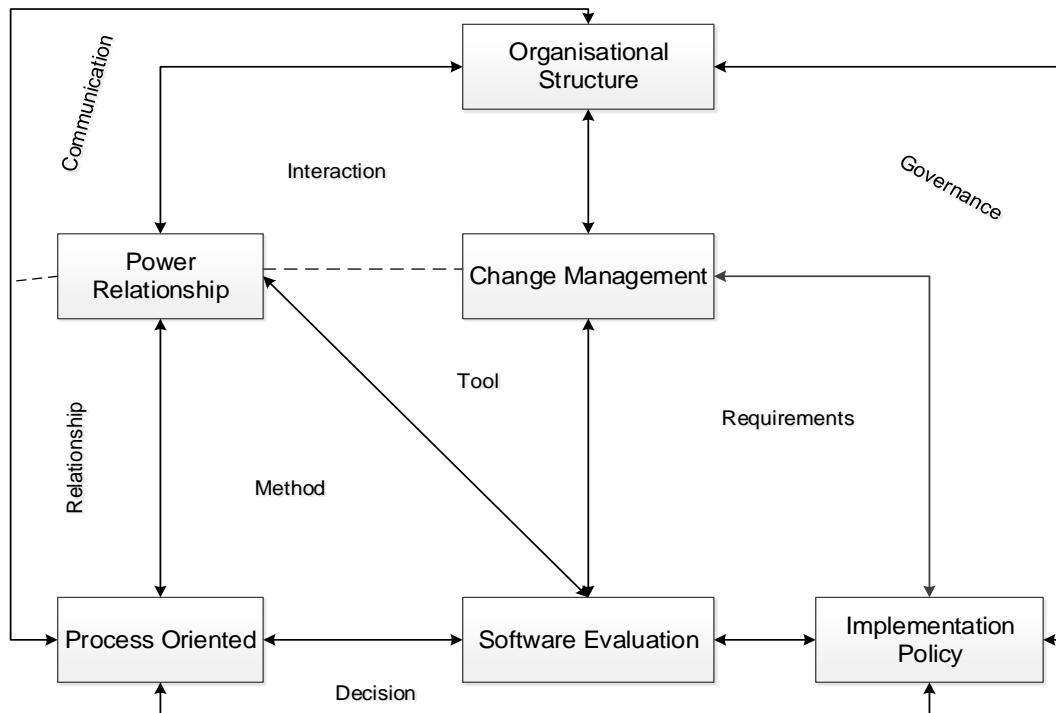 Organisational
Structure
Communication
Interaction
Governance
Power
Relationship
Change Management
Tool
Requirements
Relationship
Method
Process Oriented
Software Evaluation
Implementation
Policy
Decision